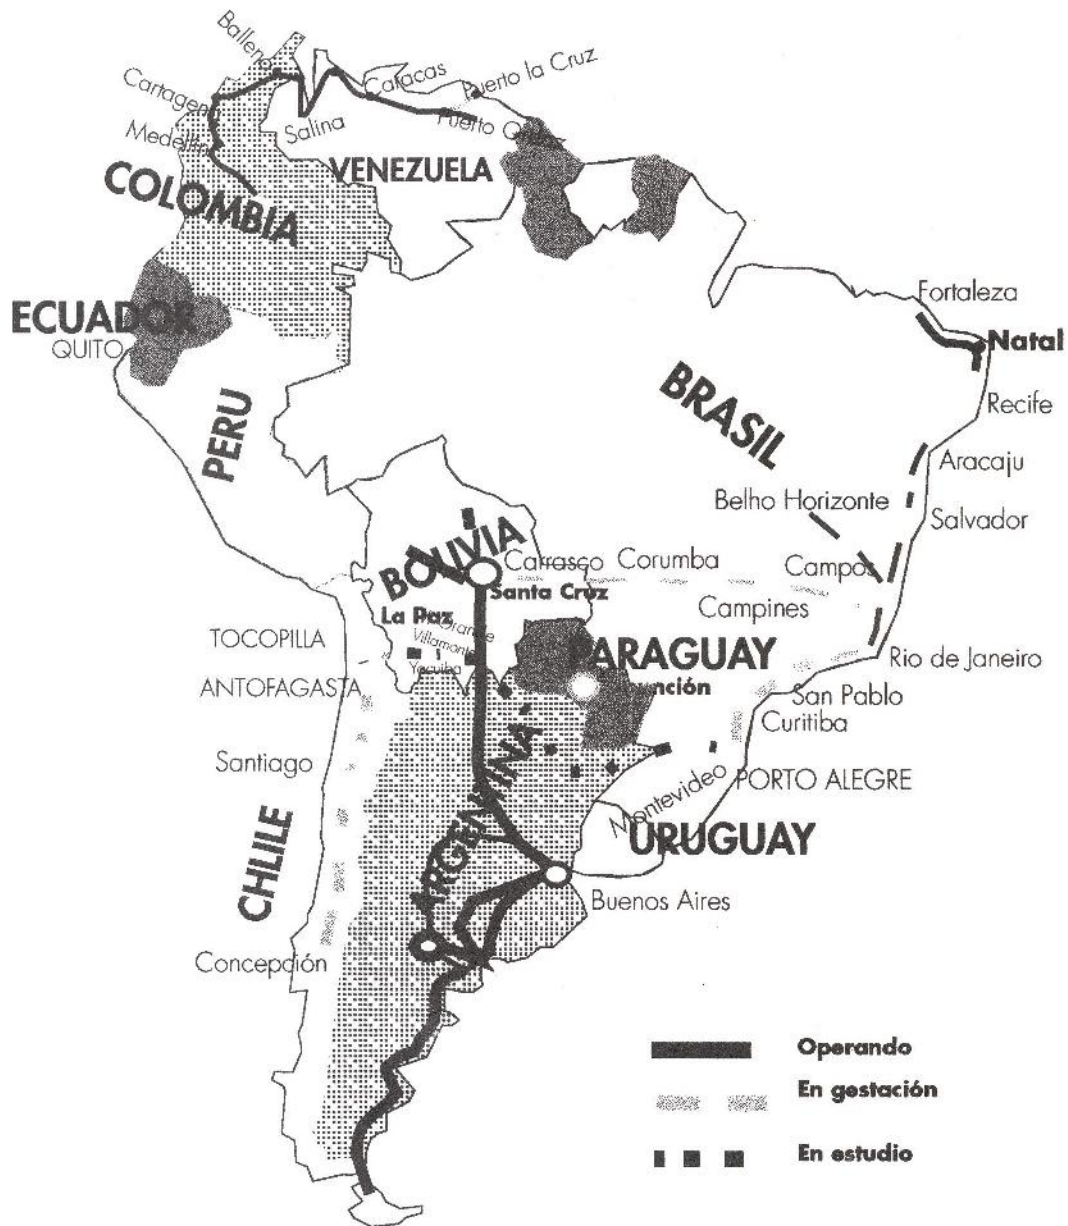 Ballena
Cartagena
Medellín
Salina
Caracas
Puerto la Cruz
VENEZUELA
COLOMBIA
ECUADOR
QUITO
PERU
BRASIL
Fortaleza
Natal
Recife
Aracaju
Belho Horizonte
Salvador
BOLIVIA
Carrasco
Corumba
Campos
Santa Cruz
Campines
La Paz
Villamonte
Yacuiba
TOCOPILLA
PARAGUAY
Rio de Janeiro
ANTOFAGASTA
San Pablo
Curitiba
Santiago
PORTO ALEGRE
Montevideo
ARGENTINA
URUGUAY
CHLILE
Buenos Aires
Concepción
Operando
En gestación
En estudio